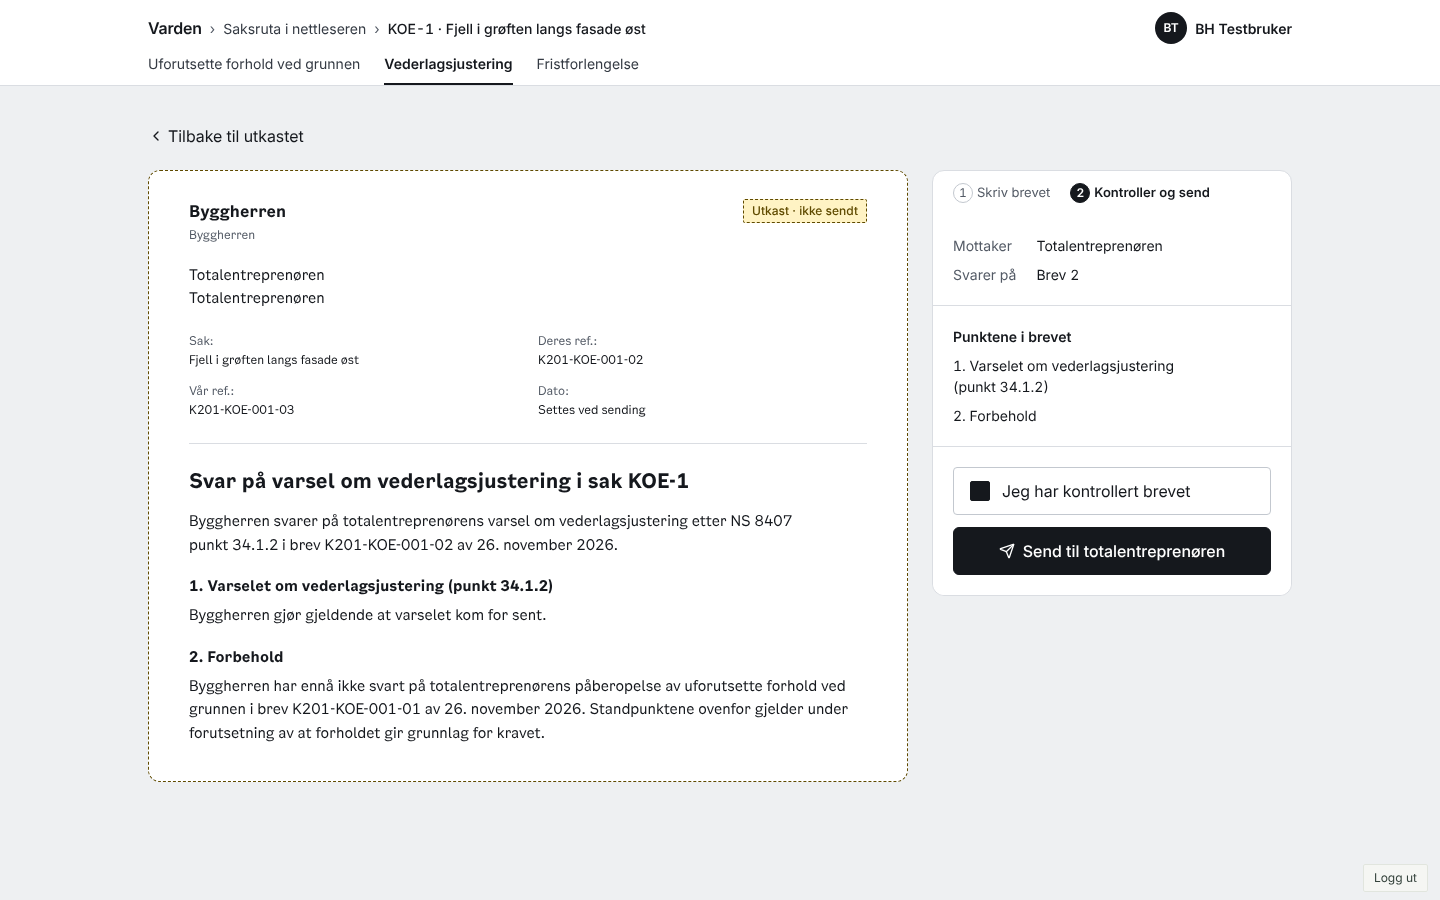 Varden › Saksruta i nettleseren › KOE-1 · Fjell i grøften langs fasade øst
BT BH Testbruker
Uforutsette forhold ved grunnen Vederlagsjustering Fristforlengelse
Tilbake til utkastet
Byggherren
Utkast · ikke sendt
Byggherren
Totalentreprenøren
Totalentreprenøren
Sak: Deres ref.:
Fjell i grøften langs fasade øst K201-KOE-001-02
Vår ref.: Dato:
K201-KOE-001-03 Settes ved sending
Svar på varsel om vederlagsjustering i sak KOE-1
Byggherren svarer på totalentreprenørens varsel om vederlagsjustering etter NS 8407
punkt 34.1.2 i brev K201-KOE-001-02 av 26. november 2026.
1. Varselet om vederlagsjustering (punkt 34.1.2)
Byggherren gjør gjeldende at varselet kom for sent.
2. Forbehold
Byggherren har ennå ikke svart på totalentreprenørens påberopelse av uforutsette forhold ved
grunnen i brev K201-KOE-001-01 av 26. november 2026. Standpunktene ovenfor gjelder under
forutsetning av at forholdet gir grunnlag for kravet.
1 Skriv brevet 2 Kontroller og send
Mottaker Totalentreprenøren
Svarer på Brev 2
Punktene i brevet
1. Varselet om vederlagsjustering
(punkt 34.1.2)
2. Forbehold
Jeg har kontrollert brevet
Send til totalentreprenøren
Logg ut